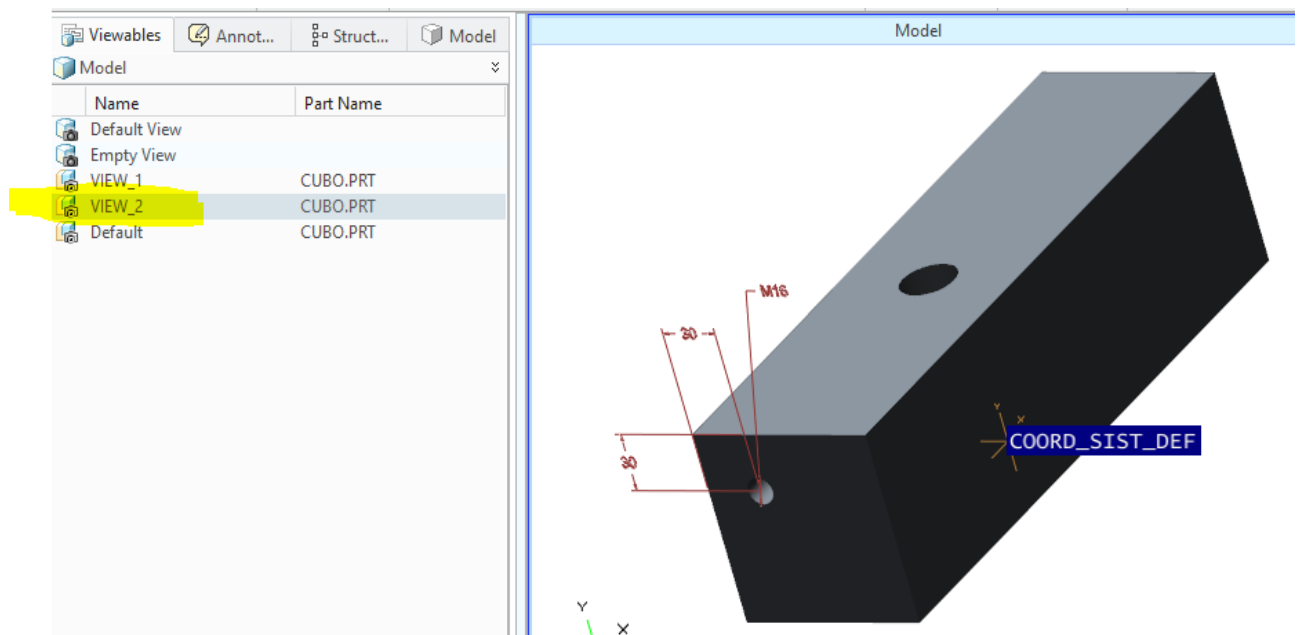 Viewables Annot... Struct... Model
Model
Model
Name Part Name
Default View
Empty View
VIEW_1 CUBO.PRT
VIEW_2 CUBO.PRT
Default CUBO.PRT
M16
30
30
Y
X
COORD_SIST_DEF
Y
X